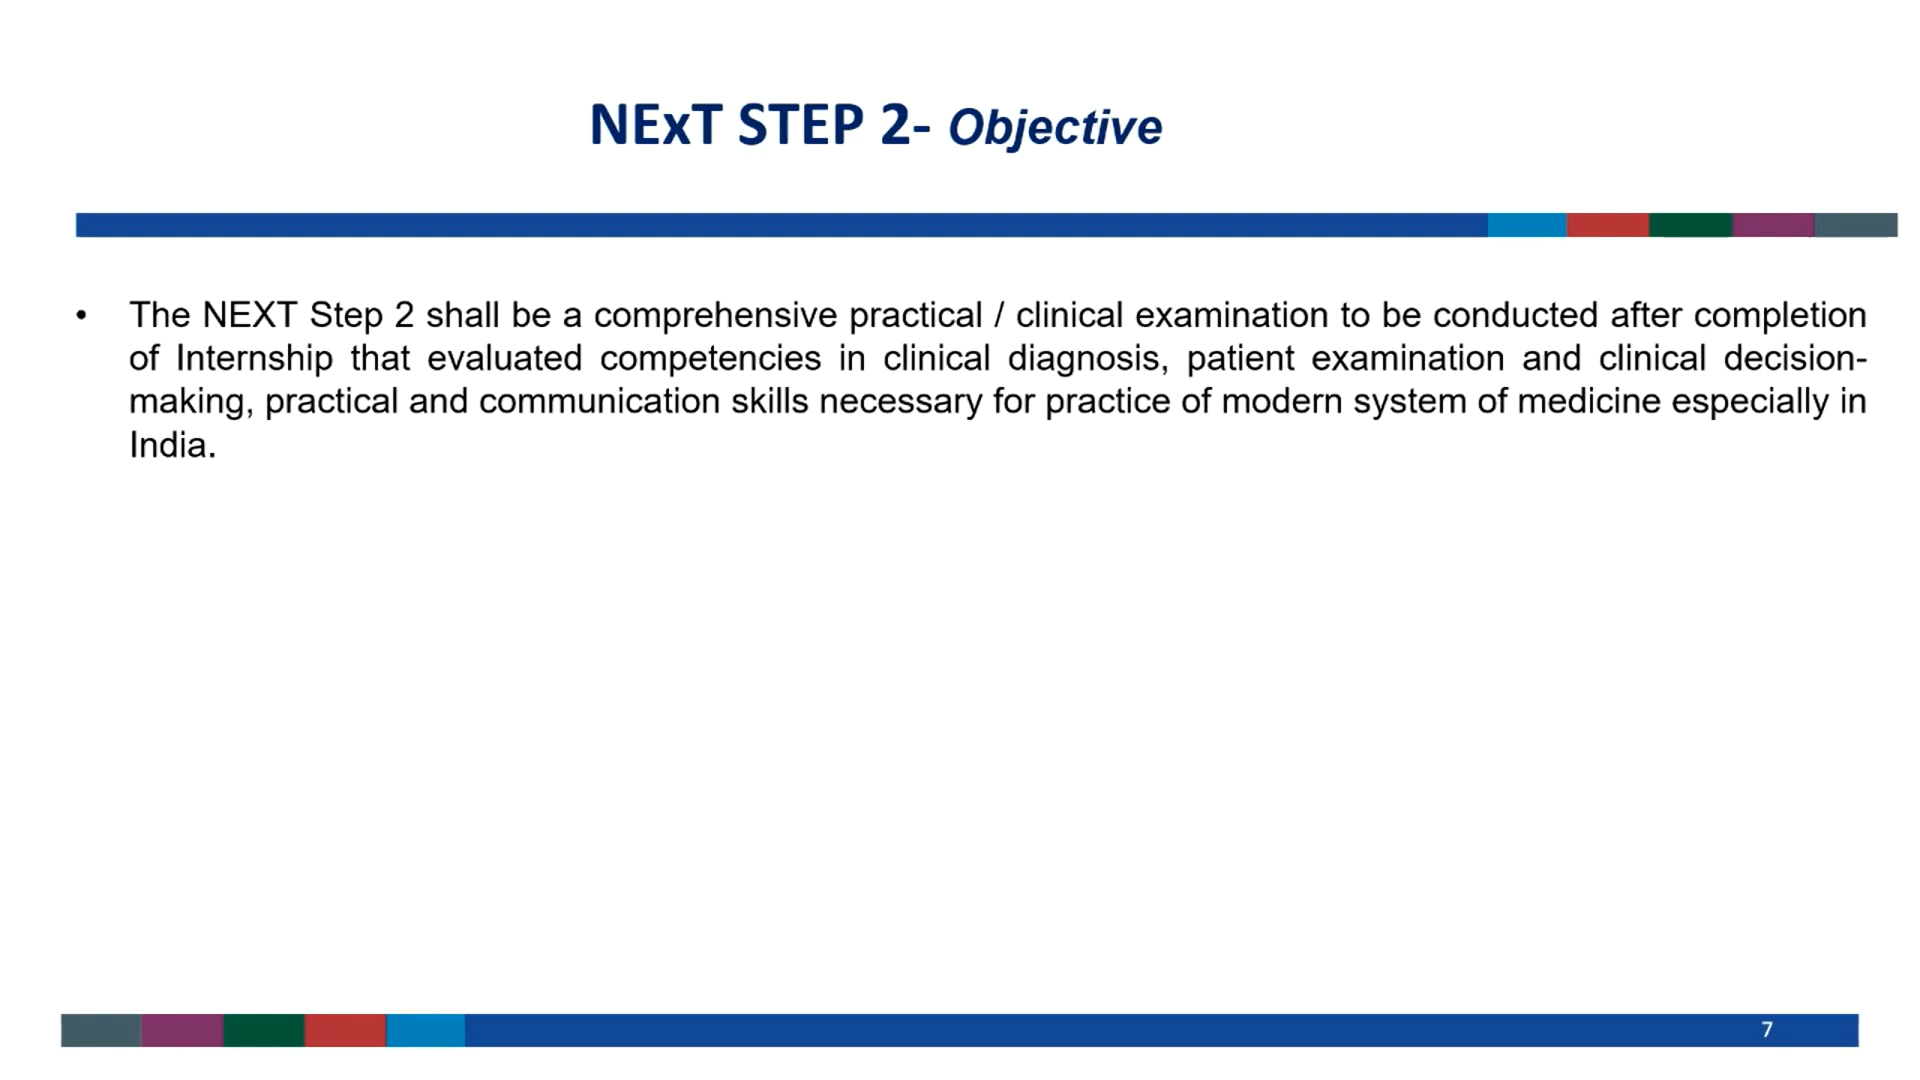 NExT STEP 2- Objective
• The NEXT Step 2 shall be a comprehensive practical / clinical examination to be conducted after completion
of Internship that evaluated competencies in clinical diagnosis, patient examination and clinical decision-
making, practical and communication skills necessary for practice of modern system of medicine especially in
India.
7